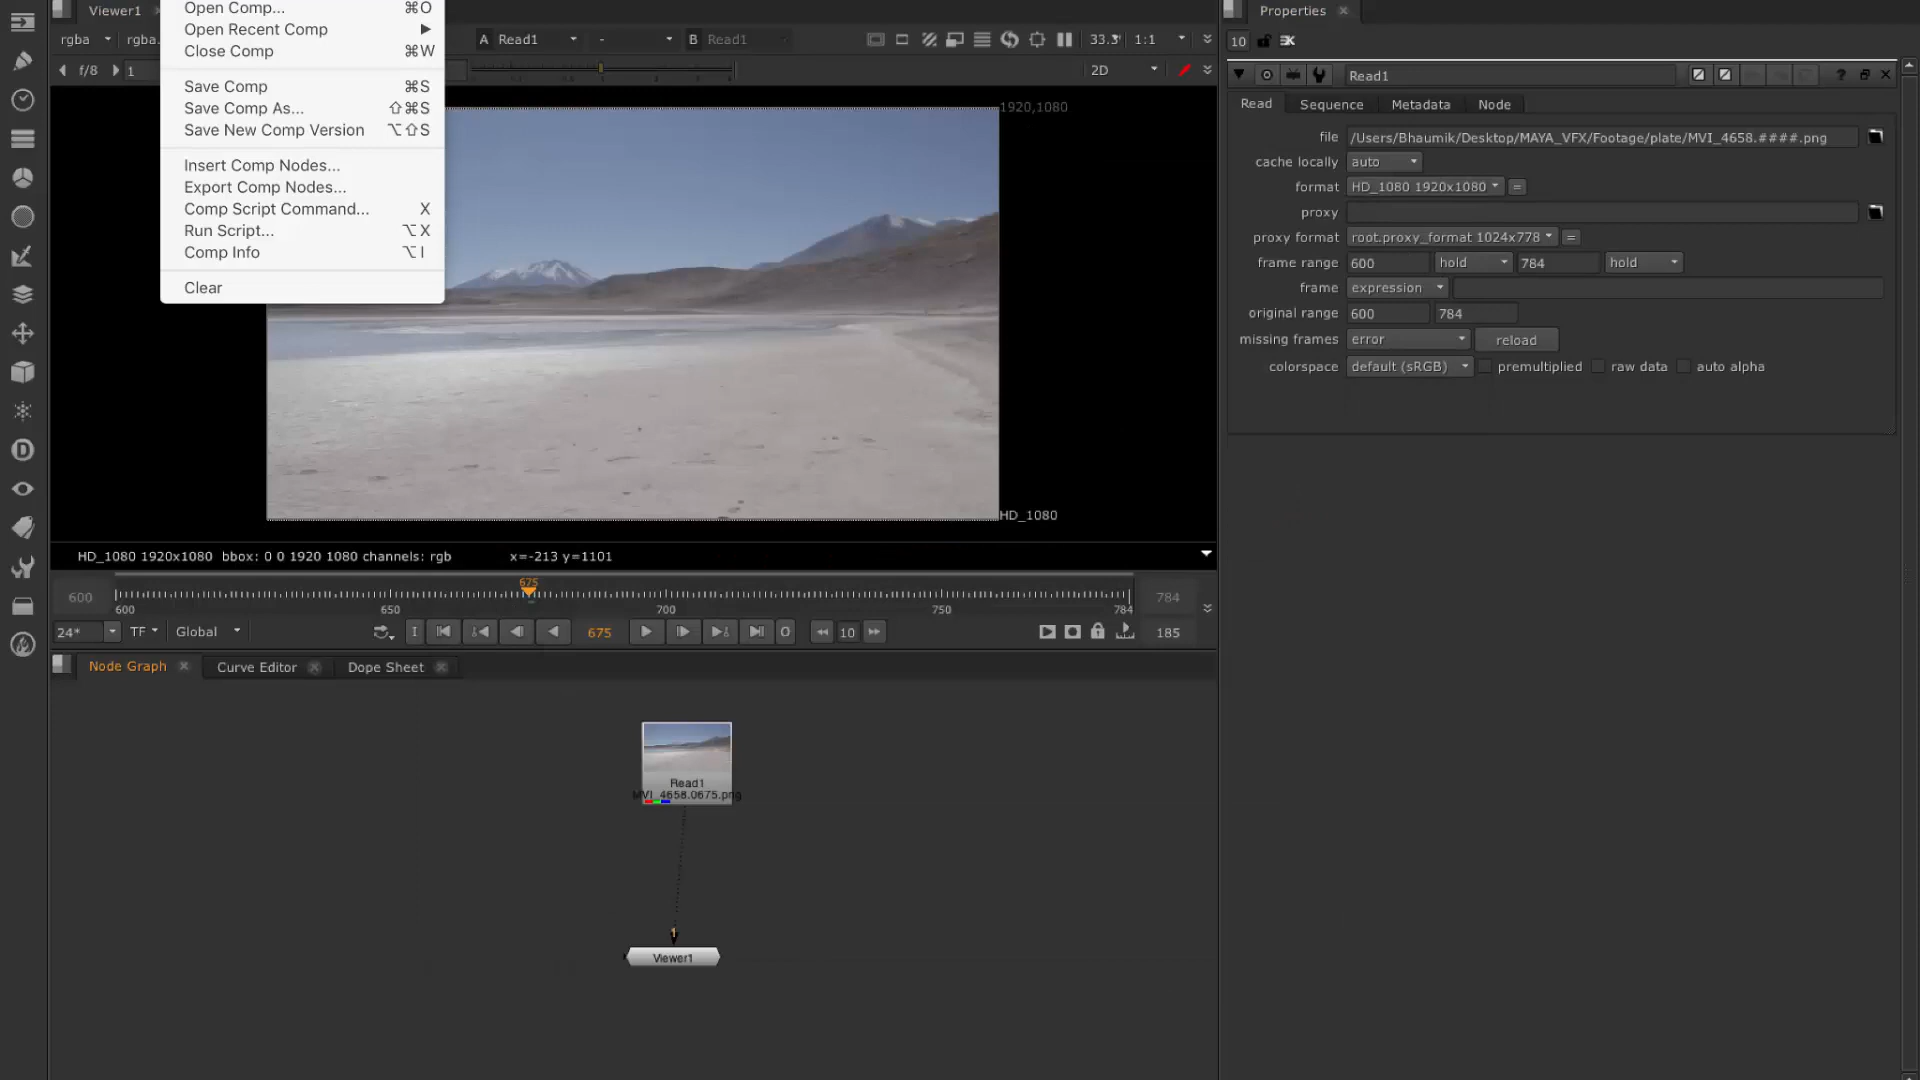 Viewer1
Open Comp... ⌘O
Open Recent Comp
Close Comp ⌘W
Save Comp ⌘S
Save Comp As... ⇧⌘S
Save New Comp Version ⌥⇧S
Insert Comp Nodes...
Export Comp Nodes...
Comp Script Command... X
Run Script... ⌥X
Comp Info ⌥I
Clear
rgba rgba.
A Read1 - B Read1 33.3 1:1
f/8 1
2D
1920,1080
HD_1080
HD_1080 1920x1080 bbox: 0 0 1920 1080 channels: rgb x=-213 y=1101
675
600 784
600 650 700 750 784
24* TF Global I 675 O 10 185
Node Graph Curve Editor Dope Sheet
Read1
MVI_4658.0675.png
1
Viewer1
Properties
10
Read1 ?
Read Sequence Metadata Node
file /Users/Bhaumik/Desktop/MAYA_VFX/Footage/plate/MVI_4658.####.png
cache locally auto
format HD_1080 1920x1080 =
proxy
proxy format root.proxy_format 1024x778 =
frame range 600 hold 784 hold
frame expression
original range 600 784
missing frames error reload
colorspace default (sRGB) premultiplied raw data auto alpha